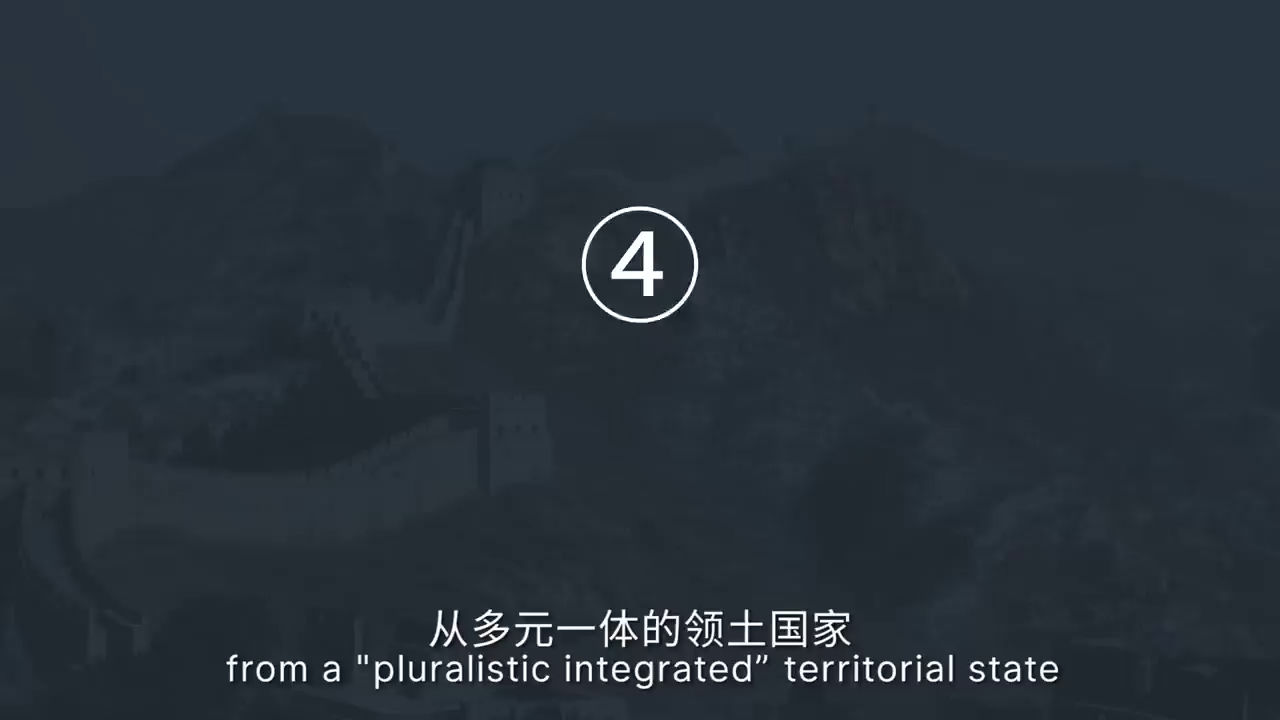 ④
从多元一体的领土国家
from a "pluralistic integrated” territorial state